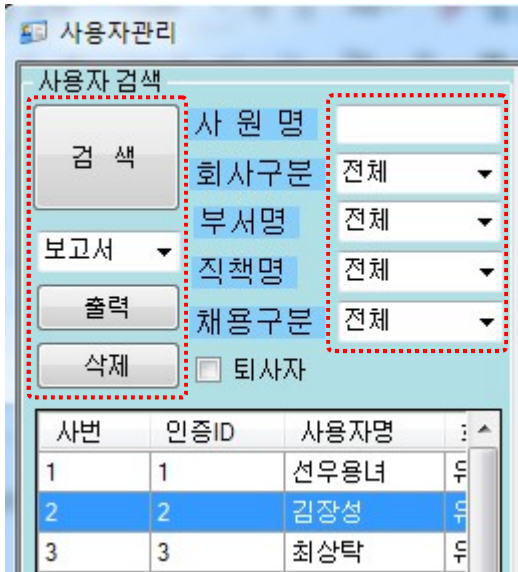 사용자관리
사용자 검색
검 색
사 원 명
회사구분 전체
부서명 전체
보고서
직책명 전체
출력
채용구분 전체
삭제
퇴사자
사번 인증ID 사용자명
1 1 선우용녀
2 2 김장성
3 3 최상탁